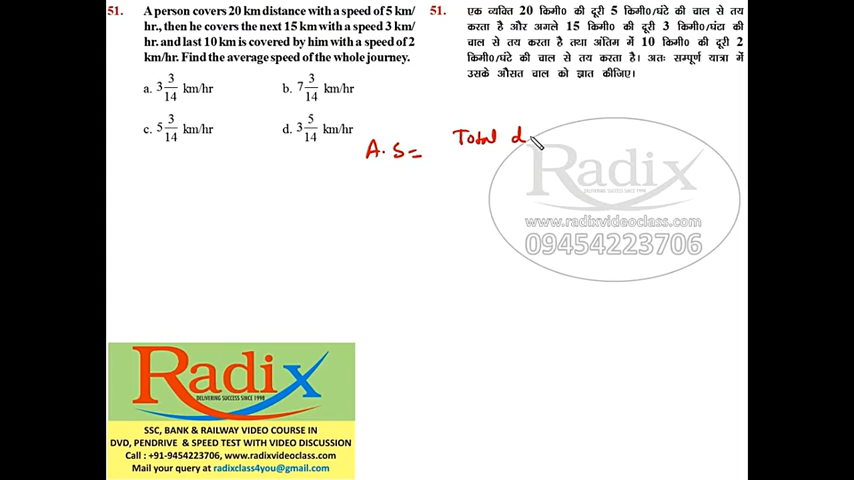 51. A person covers 20 km distance with a speed of 5 km/
hr., then he covers the next 15 km with a speed 3 km/
hr. and last 10 km is covered by him with a speed of 2
km/hr. Find the average speed of the whole journey.
a. 3 3/14 km/hr b. 7 3/14 km/hr
c. 5 3/14 km/hr d. 3 5/14 km/hr
51. एक व्यक्ति 20 किमी0 की दूरी 5 किमी0/घंटे की चाल से तय
करता है और अगले 15 किमी0 की दूरी 3 किमी0/घंटा की
चाल से तय करता है तथा अंतिम में 10 किमी0 की दूरी 2
किमी0/घंटे की चाल से तय करता है। अतः सम्पूर्ण यात्रा में
उसके औसत चाल को ज्ञात कीजिए।
A. S = Total d
Radix
DELIVERING SUCCESS SINCE 1998
www.radixvideoclass.com
09454223706
Radix
DELIVERING SUCCESS SINCE 1998
SSC, BANK & RAILWAY VIDEO COURSE IN
DVD, PENDRIVE & SPEED TEST WITH VIDEO DISCUSSION
Call : +91-9454223706, www.radixvideoclass.com
Mail your query at radixclass4you@gmail.com